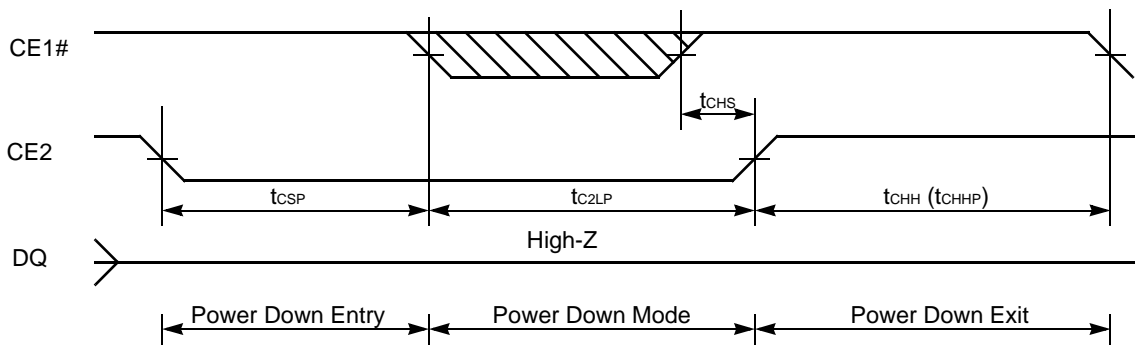 CE1#
tCHS
CE2
tCSP
tC2LP
tCHH (tCHHP)
High-Z
DQ
Power Down Entry
Power Down Mode
Power Down Exit